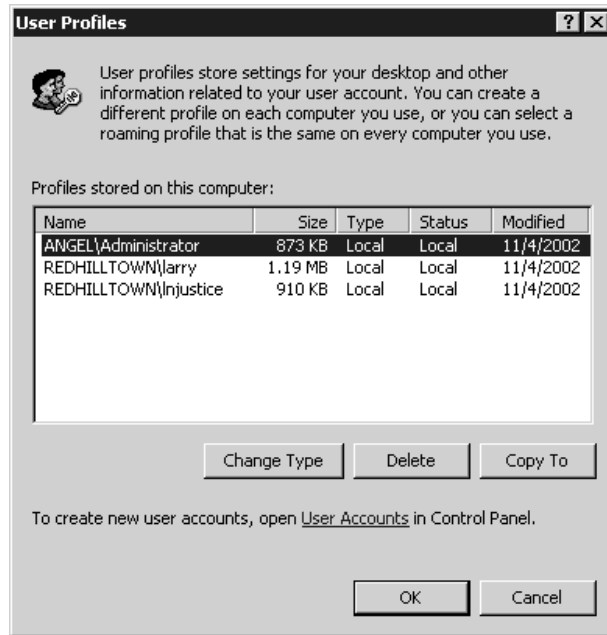 User Profiles
User profiles store settings for your desktop and other
information related to your user account. You can create a
different profile on each computer you use, or you can select a
roaming profile that is the same on every computer you use.
Profiles stored on this computer:
Name Size Type Status Modified
ANGEL\Administrator 873 KB Local Local 11/4/2002
REDHILLTOWN\larry 1.19 MB Local Local 11/4/2002
REDHILLTOWN\lnjustice 910 KB Local Local 11/4/2002
Change Type Delete Copy To
To create new user accounts, open User Accounts in Control Panel.
OK Cancel